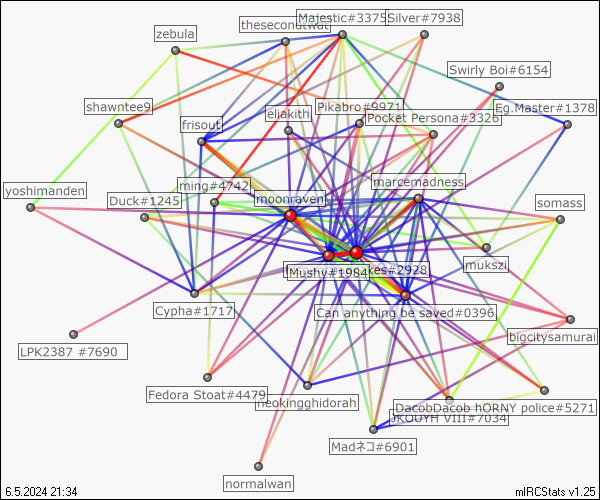 Majestic#3375
Silver#7938
theseconutwat
zebula
Swirly Boi#6154
shawntee9
eliakith
Pikabro#9971
Eg.Master#1378
frisout
Pocket Persona#3326
ming#4742
marcemadness
yoshimanden
Duck#1245
moonraven
somass
mukszi
Mushy#1984
kes#2928
Cypha#1717
Can anything be saved#0396
bigcitysamurai
LPK2387 #7690
Fedora Stoat#4479
neokingghidorah
DacobDacob hORNY police#5271
JKOUYH VIII#7034
Madネコ#6901
normalwan
6.5.2024 21:34
mIRCStats v1.25